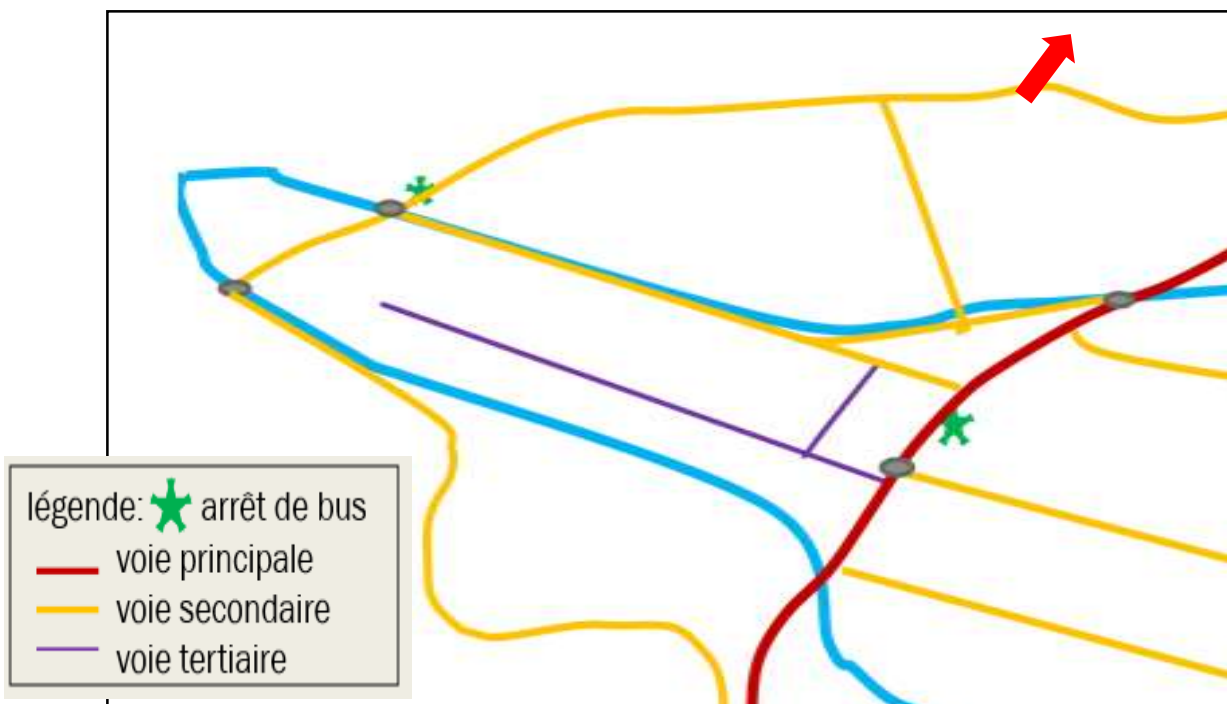 légende: arrêt de bus
voie principale
voie secondaire
voie tertiaire